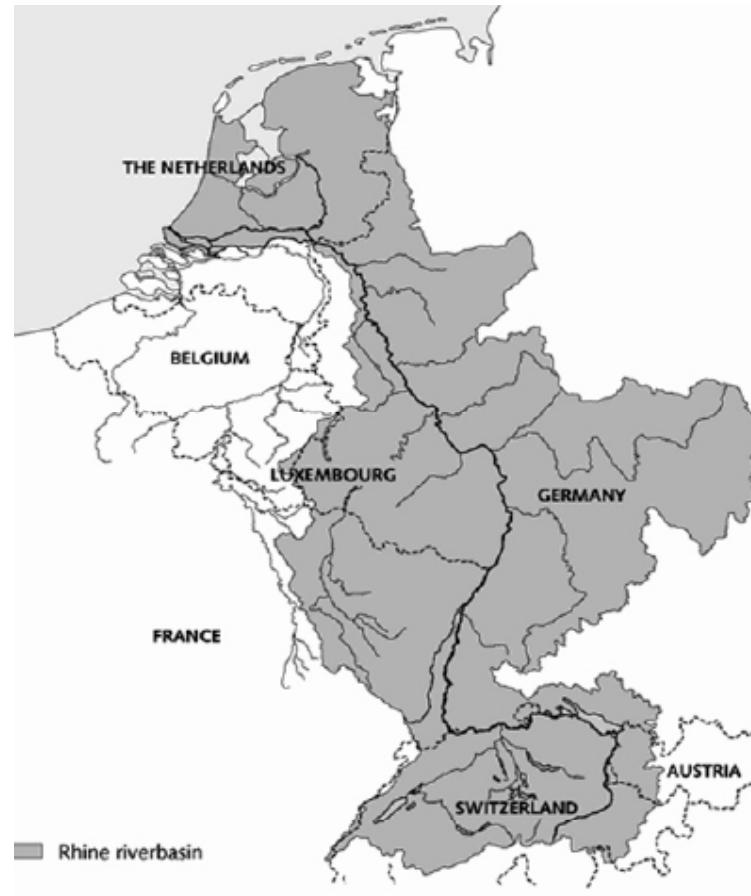 THE NETHERLANDS
BELGIUM
LUXEMBOURG
GERMANY
FRANCE
AUSTRIA
SWITZERLAND
Rhine riverbasin